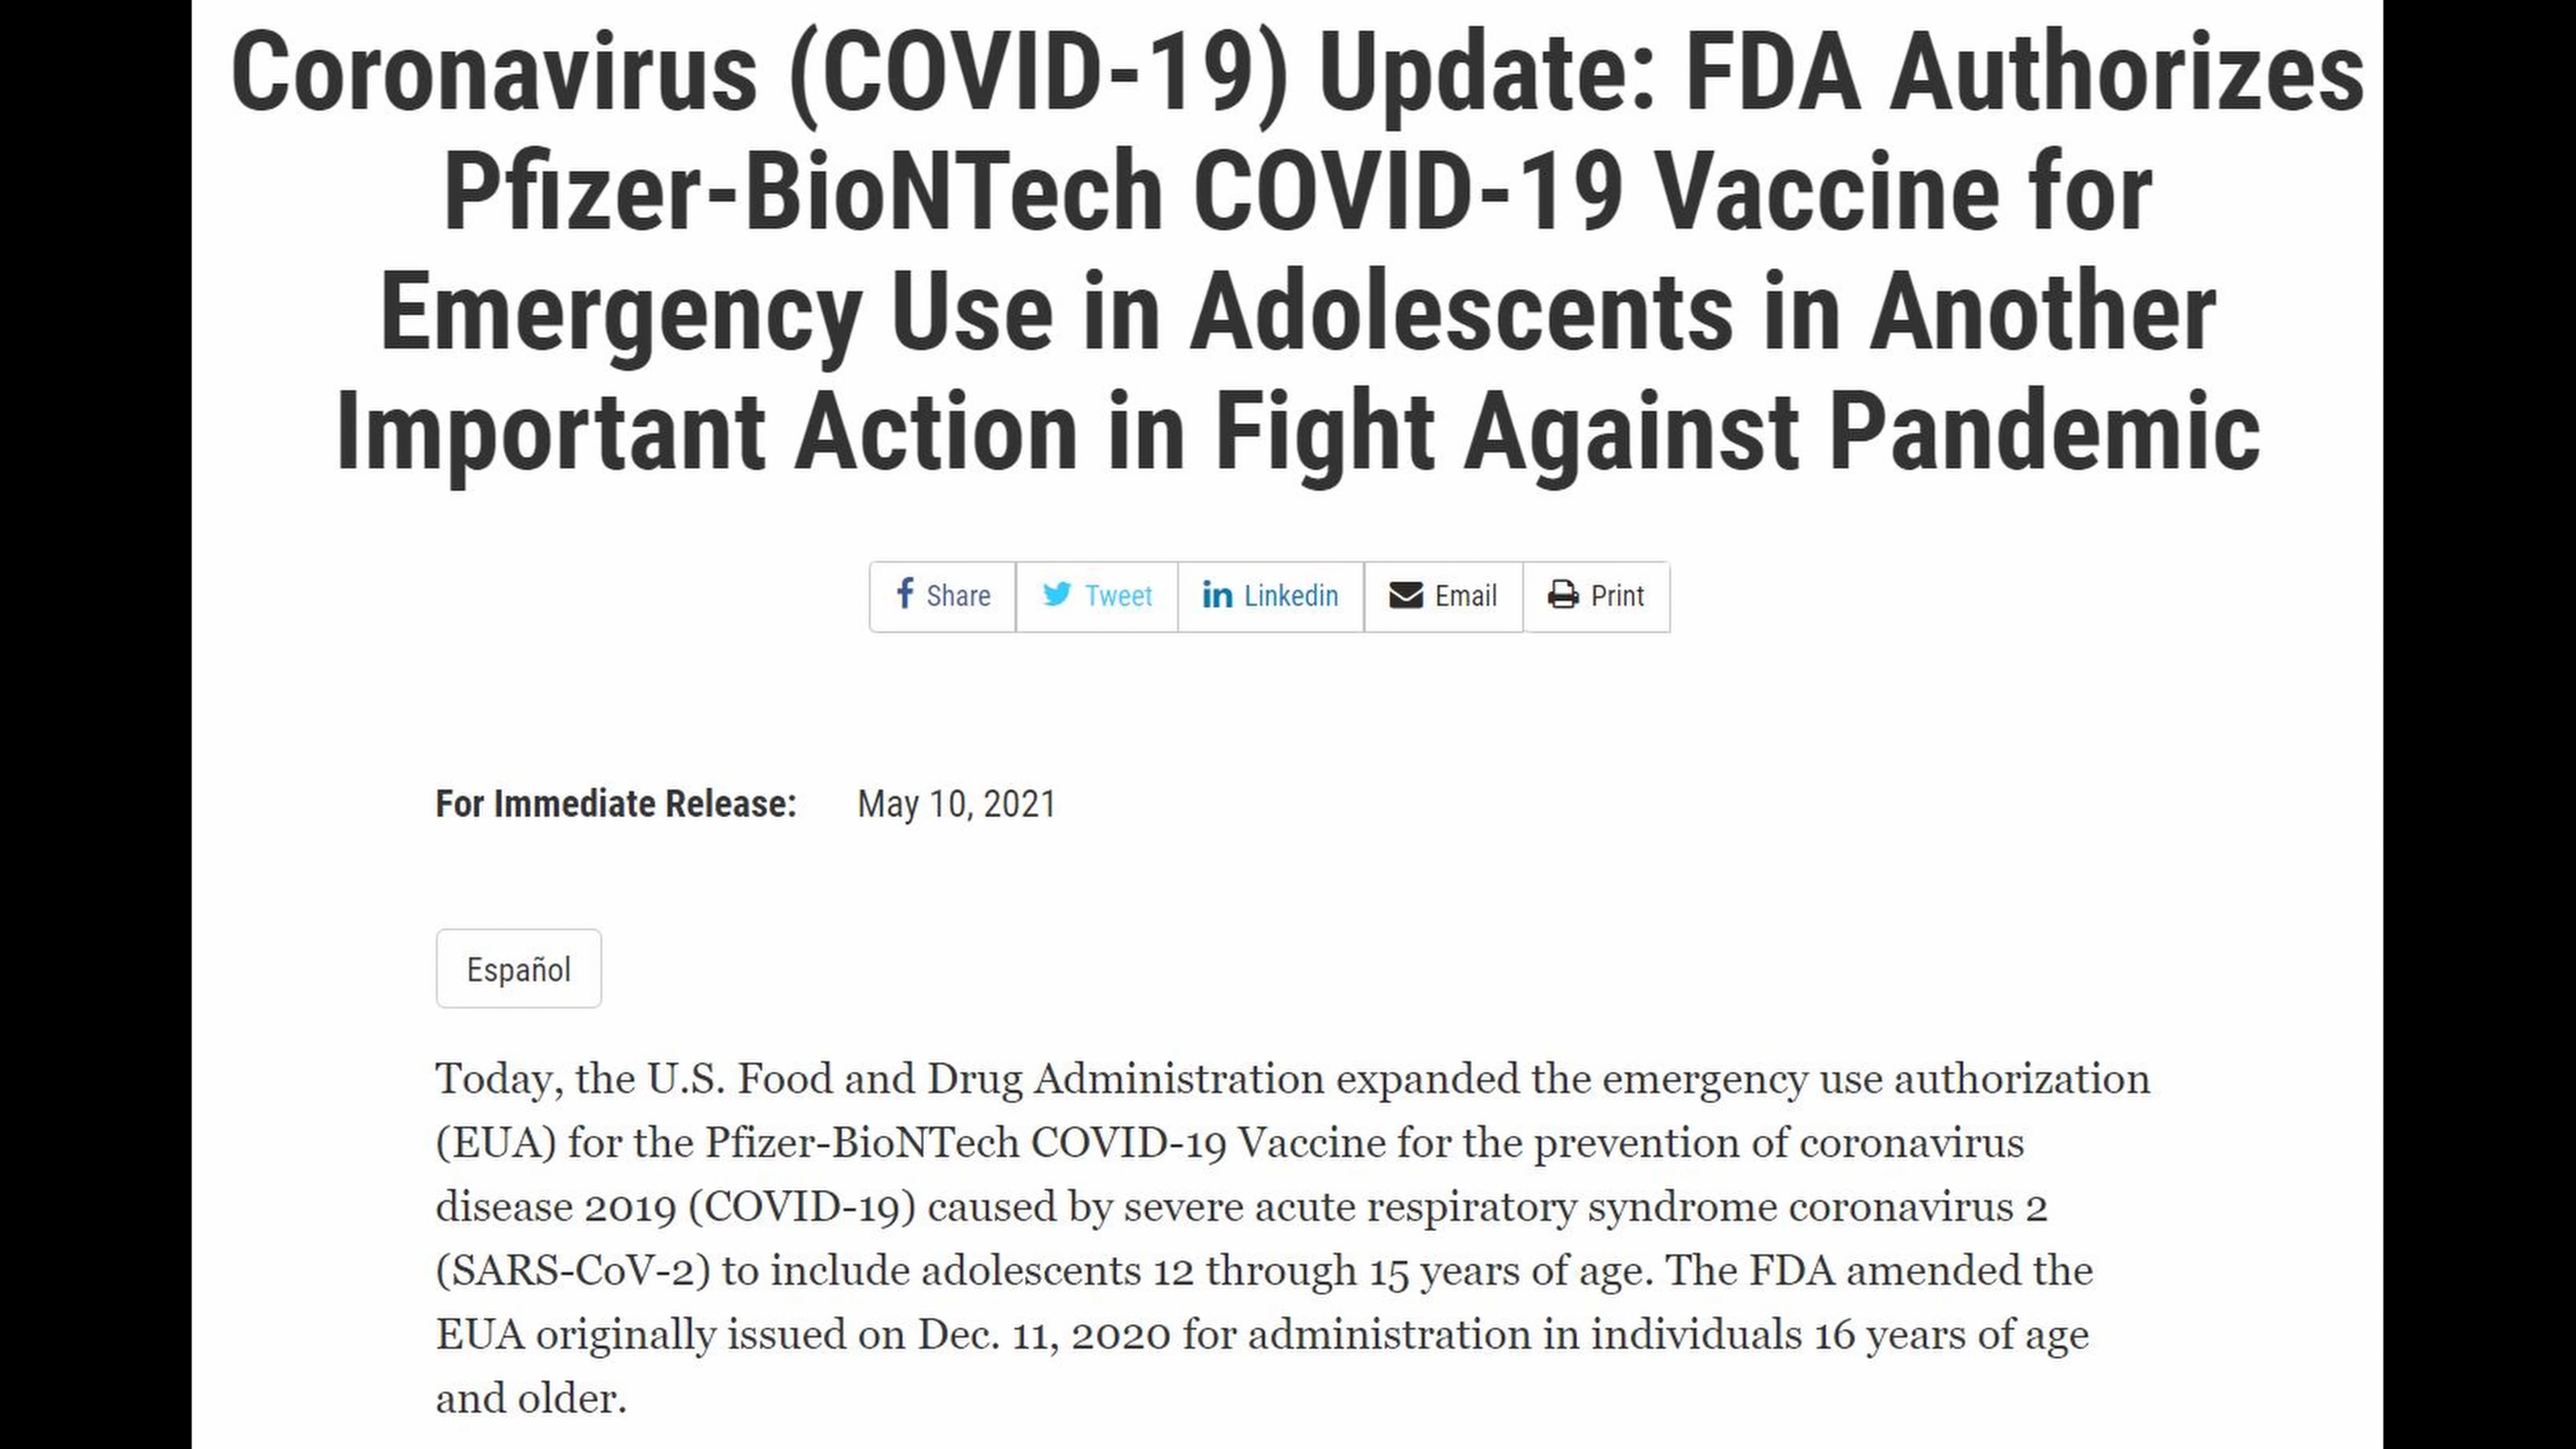 Coronavirus (COVID-19) Update: FDA Authorizes
Pfizer-BioNTech COVID-19 Vaccine for
Emergency Use in Adolescents in Another
Important Action in Fight Against Pandemic
Share Tweet Linkedin Email Print
For Immediate Release: May 10, 2021
Español
Today, the U.S. Food and Drug Administration expanded the emergency use authorization
(EUA) for the Pfizer-BioNTech COVID-19 Vaccine for the prevention of coronavirus
disease 2019 (COVID-19) caused by severe acute respiratory syndrome coronavirus 2
(SARS-CoV-2) to include adolescents 12 through 15 years of age. The FDA amended the
EUA originally issued on Dec. 11, 2020 for administration in individuals 16 years of age
and older.